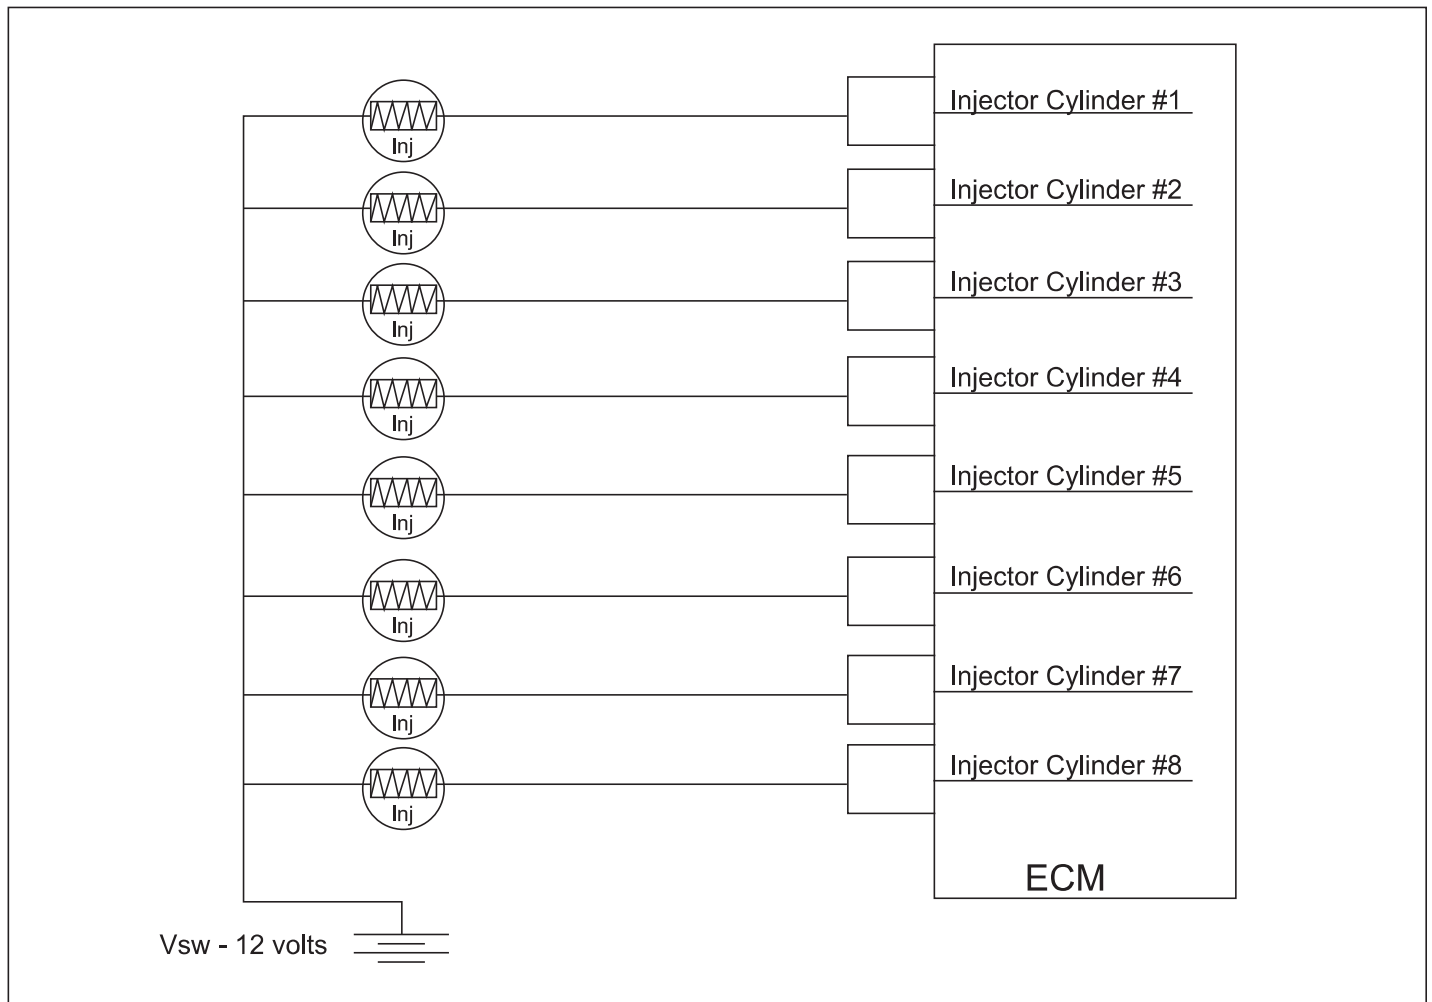 Injector Cylinder #1
Inj
Injector Cylinder #2
Inj
Injector Cylinder #3
Inj
Injector Cylinder #4
Inj
Injector Cylinder #5
Inj
Injector Cylinder #6
Inj
Injector Cylinder #7
Inj
Injector Cylinder #8
Inj
ECM
Vsw - 12 volts